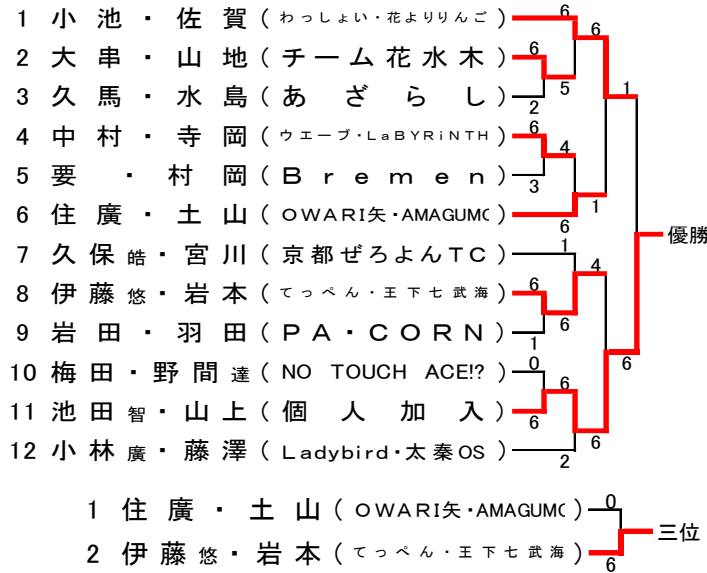 1 小池・佐賀(わっしょい・花よりりんご) 6 6
2 大串・山地(チーム花水木) 6 1
3 久馬・水島(あざらし) 2 5
4 中村・寺岡(ウエーブ・LaBYRiNTH) 6 4
5 要・村岡(Bremen) 3
6 住廣・土山(OWARI矢・AMAGUMO 6 1
優勝
7 久保皓・宮川(京都ぜろよんTC) 1
8 伊藤悠・岩本(てっぺん・王下七武海) 6 4
9 岩田・羽田(PA・CORN) 1 6
10 梅田・野間達(NO TOUCH ACE!?) 0 6
11 池田智・山上(個人加入) 6 6
12 小林廣・藤澤(Ladybird・太秦OS) 2 6
1 住廣・土山(OWARI矢・AMAGUMO 0
三位
2 伊藤悠・岩本(てっぺん・王下七武海) 6